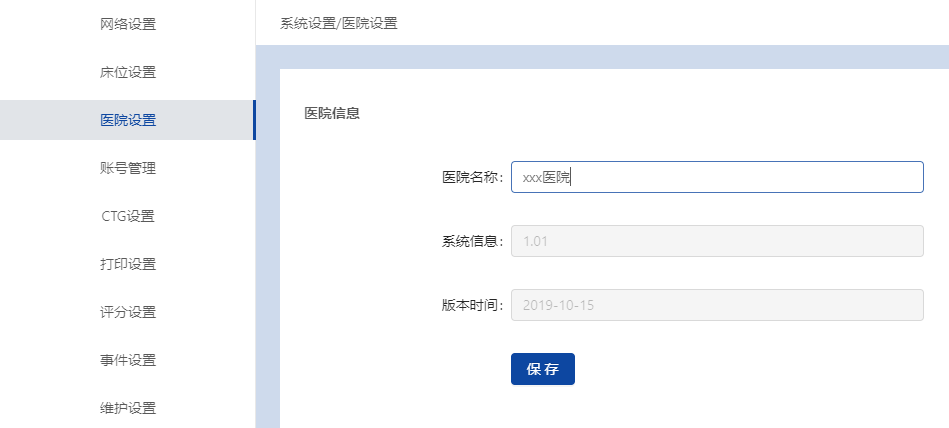 网络设置
床位设置
医院设置
账号管理
CTG设置
打印设置
评分设置
事件设置
维护设置
系统设置/医院设置
医院信息
医院名称: xxx医院
系统信息: 1.01
版本时间: 2019-10-15
保存